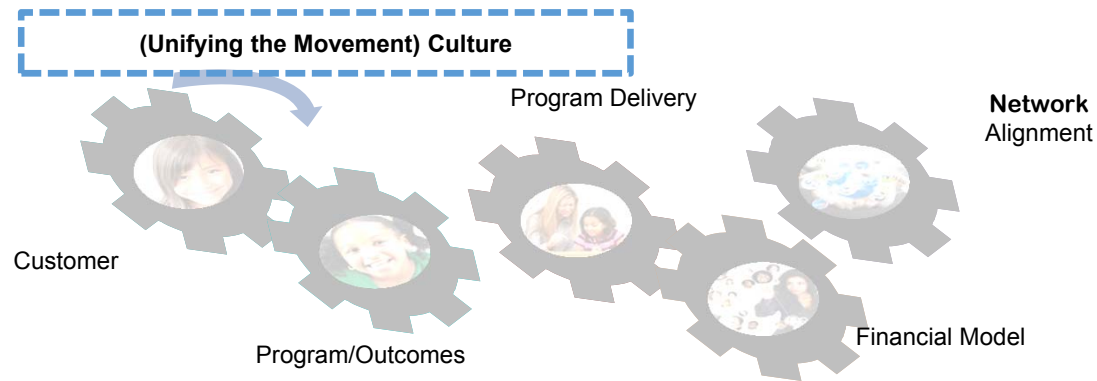 (Unifying the Movement) Culture
Program Delivery
Network
Alignment
Customer
Financial Model
Program/Outcomes